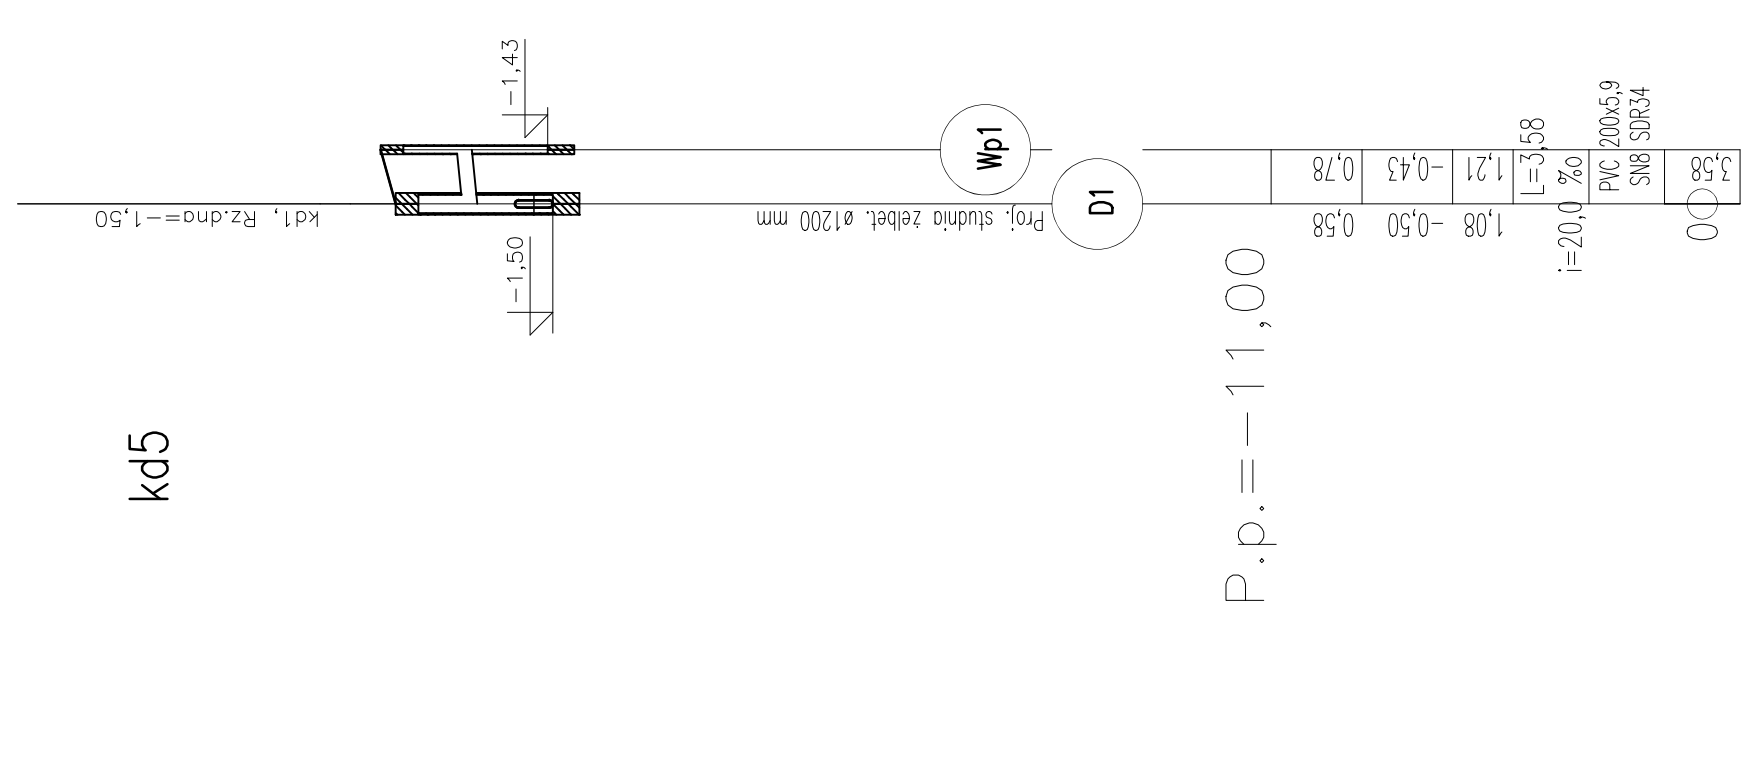 kd5
kd1, Rz.dna=-1,50
-1,43
-1,50
Proj. studnia żelbet. ø1200 mm
Wp1
D1
P.p.=-11,00
0,58
0,78
-0,50
-0,43
1,08
1,21
L=3,58
i=20,0 ‰
PVC 200x5,9
SN8 SDR34
00
3,58